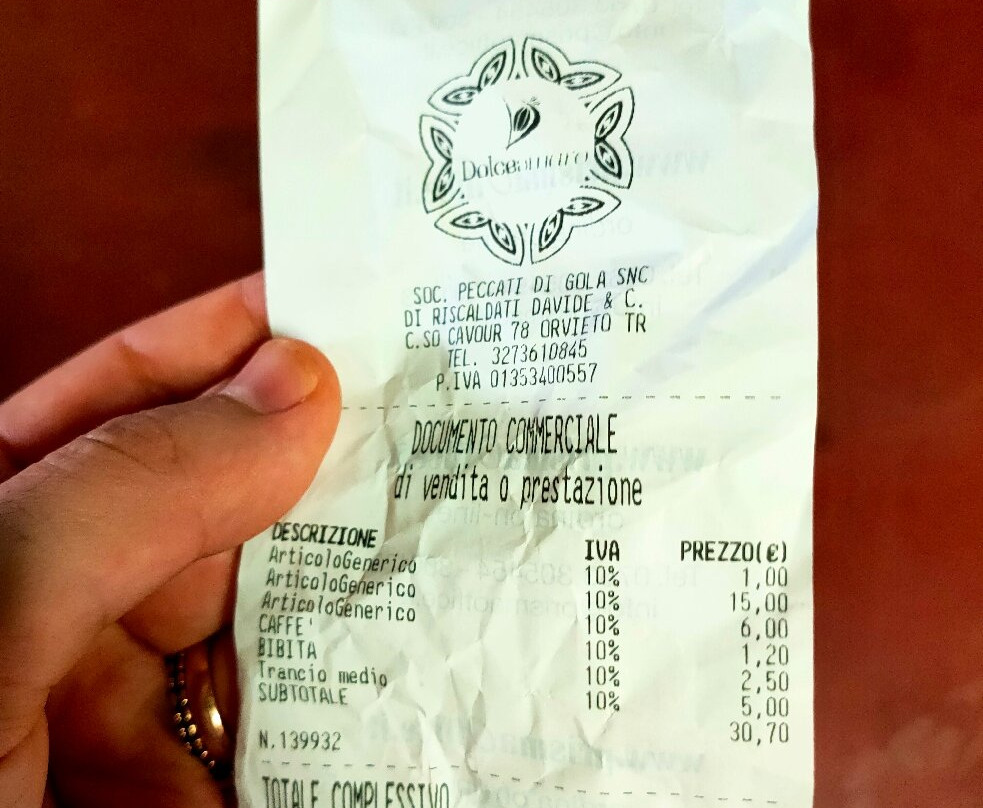 Dolceamaro
SOC. PECCATI DI GOLA SNC
DI RISCALDATI DAVIDE & C.
C.SO CAVOUR 78 ORVIETO TR
TEL. 3273610845
P.IVA 01353400557
DOCUMENTO COMMERCIALE
di vendita o prestazione
DESCRIZIONE IVA PREZZO(€)
ArticoloGenerico 10% 1,00
ArticoloGenerico 10% 15,00
ArticoloGenerico 10% 6,00
CAFFE' 10% 1,20
BIBITA 10% 2,50
Trancio medio 10% 5,00
SUBTOTALE 30,70
N.139932
TOTALE COMPLESSIVO